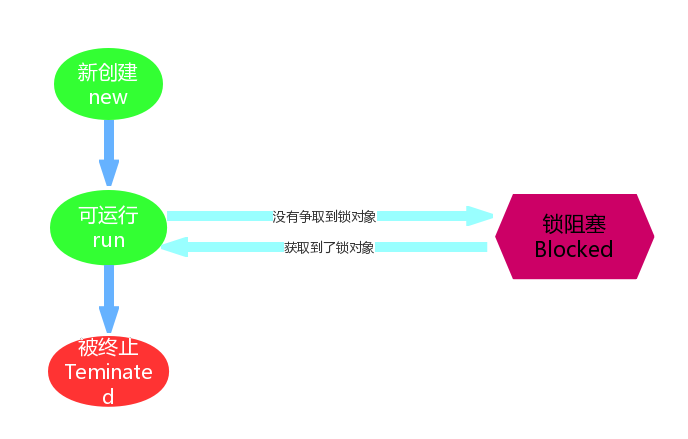 新创建
new
可运行
run
没有争取到锁对象
获取到了锁对象
锁阻塞
Blocked
被终止
Teminate
d